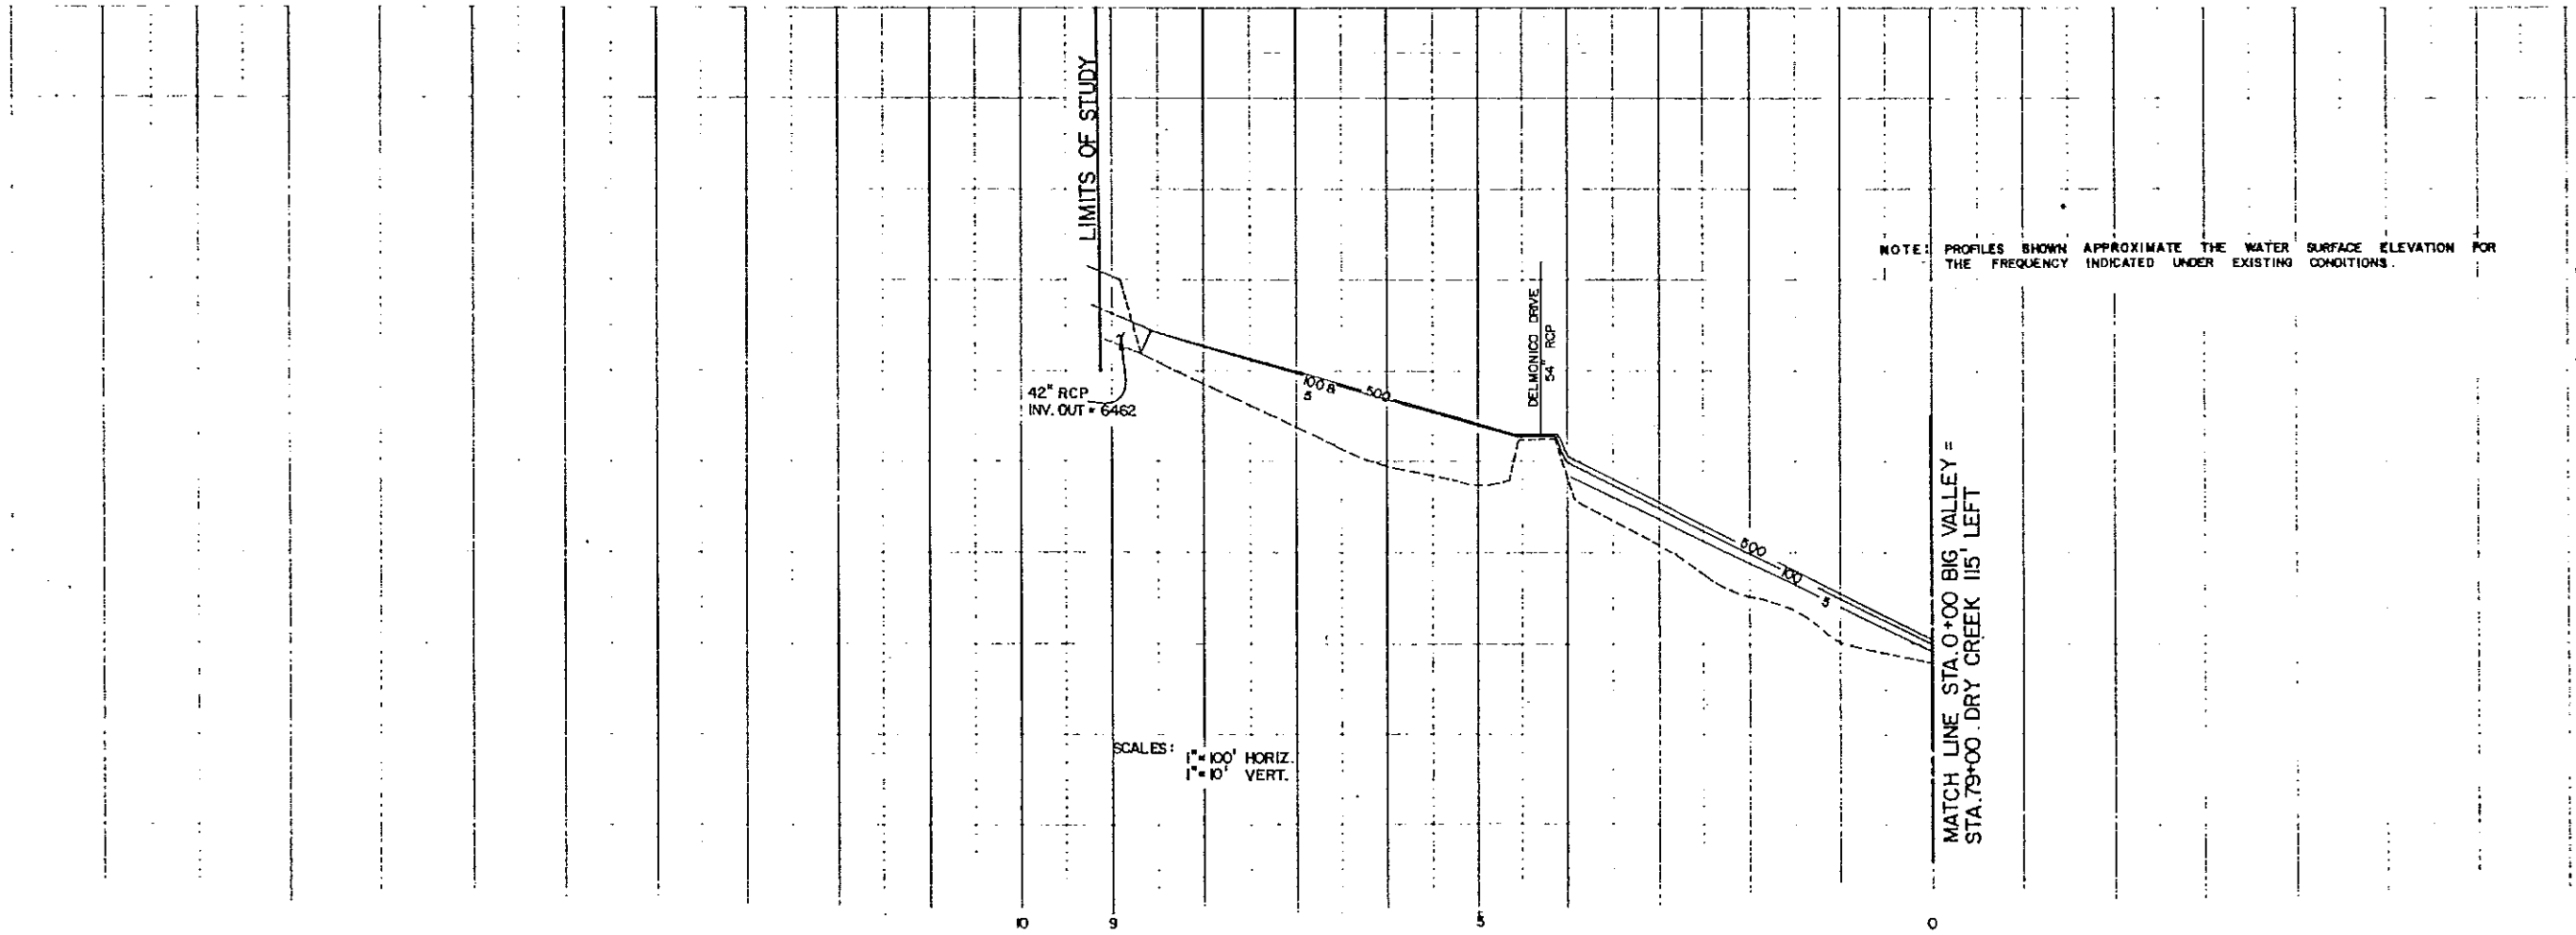 LIMITS OF STUDY
NOTE: PROFILES SHOWN APPROXIMATE THE WATER SURFACE ELEVATION FOR
THE FREQUENCY INDICATED UNDER EXISTING CONDITIONS.
DELMONICO DRIVE
54" RCP
42" RCP
INV. OUT = 6462
100 &
5
500
500
100
5
MATCH LINE STA. 0+00 BIG VALLEY =
STA. 79+00 DRY CREEK 115' LEFT
SCALES:
1"=100' HORIZ.
1"=10' VERT.
10
9
5
0